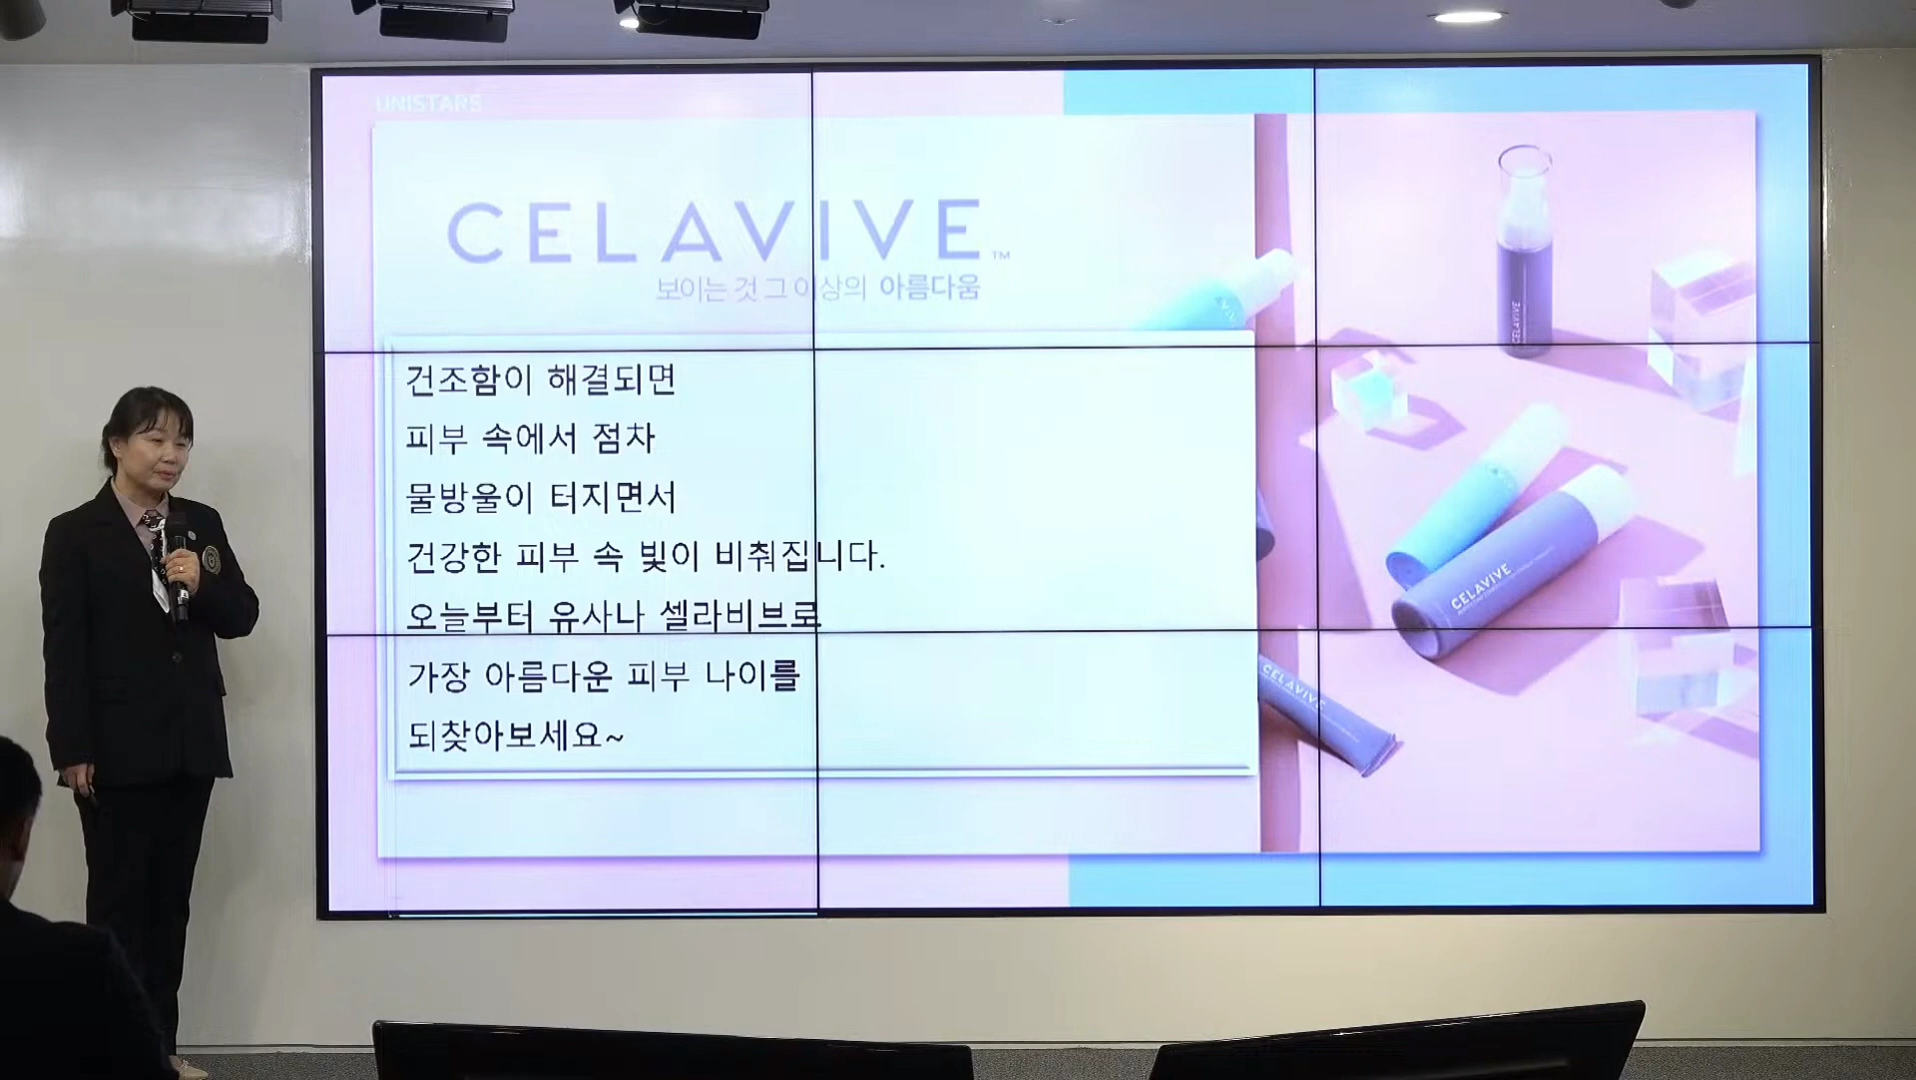 UNISTARS
CELAVIVE™
보이는 것 그 이상의 아름다움
건조함이 해결되면
피부 속에서 점차
물방울이 터지면서
건강한 피부 속 빛이 비춰집니다.
오늘부터 유사나 셀라비브로
가장 아름다운 피부 나이를
되찾아보세요~
CELAVIVE
CELAVIVE
CELAVIVE